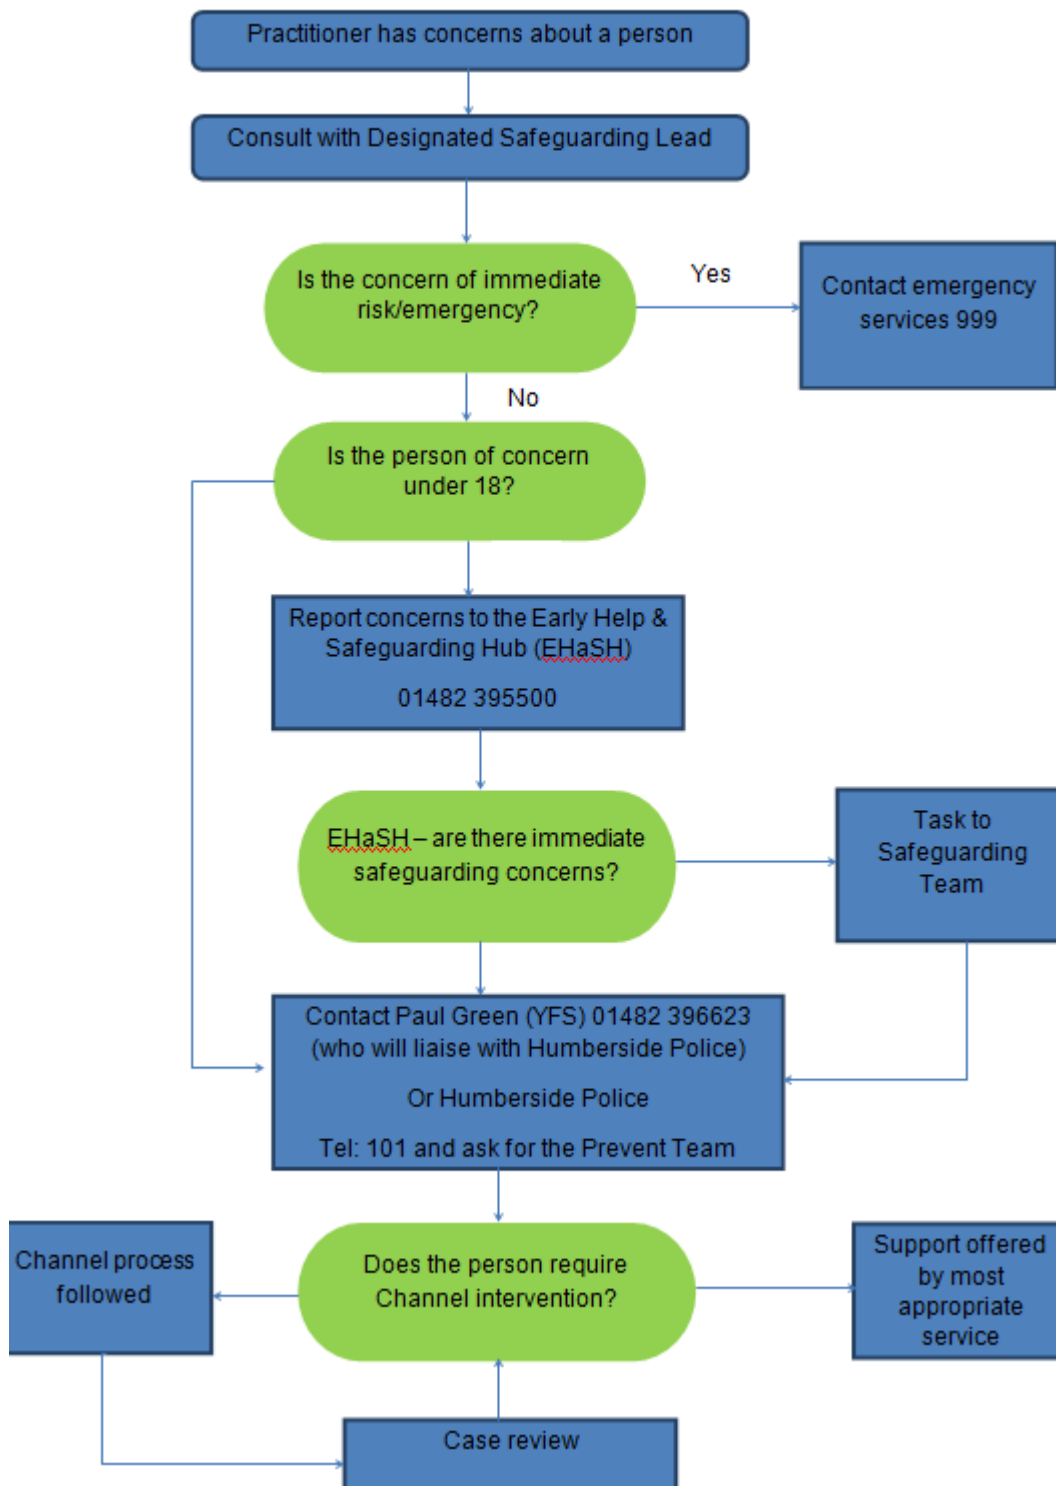 Practitioner has concerns about a person
Consult with Designated Safeguarding Lead
Is the concern of immediate
risk/emergency?
Yes
Contact emergency
services 999
No
Is the person of concern
under 18?
Report concerns to the Early Help &
Safeguarding Hub (EHaSH)
01482 395500
EHaSH – are there immediate
safeguarding concerns?
Task to
Safeguarding
Team
Contact Paul Green (YFS) 01482 396623
(who will liaise with Humberside Police)
Or Humberside Police
Tel: 101 and ask for the Prevent Team
Channel process
followed
Does the person require
Channel intervention?
Support offered
by most
appropriate
service
Case review